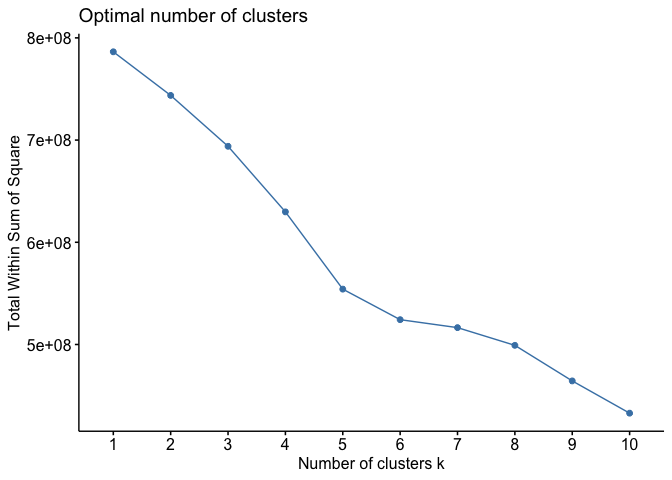 Optimal number of clusters
8e+08
7e+08
6e+08
5e+08
Total Within Sum of Square
1 2 3 4 5 6 7 8 9 10
Number of clusters k